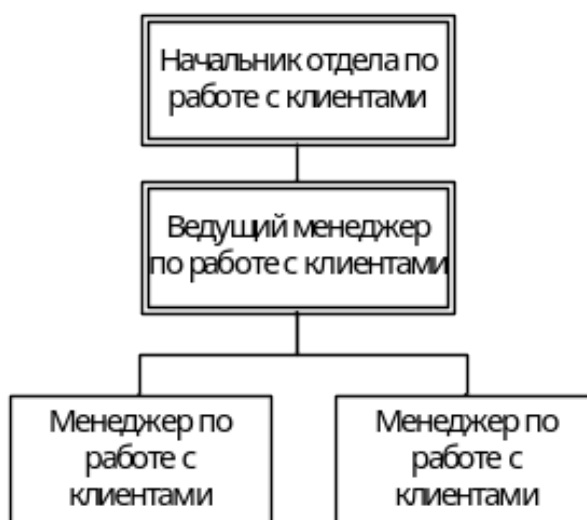 Начальник отдела по
работе с клиентами
Ведущий менеджер
по работе с клиентами
Менеджер по
работе с
клиентами
Менеджер по
работе с
клиентами